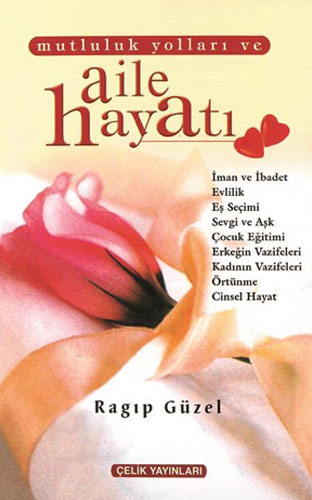 mutluluk yolları ve
aile
hayatı
İman ve İbadet
Evlilik
Eş Seçimi
Sevgi ve Aşk
Çocuk Eğitimi
Erkeğin Vazifeleri
Kadının Vazifeleri
Örtünme
Cinsel Hayat
Ragıp Güzel
ÇELİK YAYINLARI